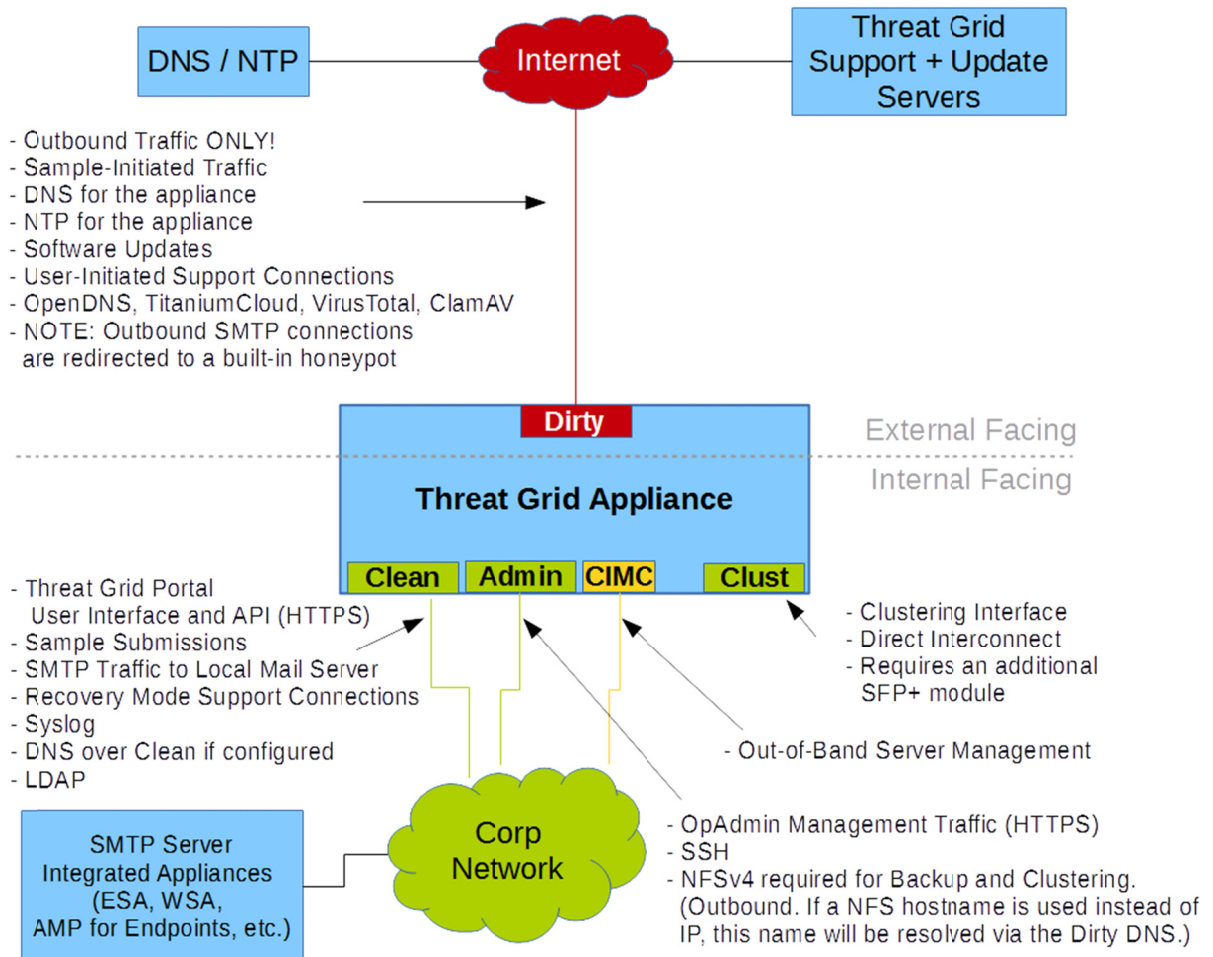 DNS / NTP
Internet
Threat Grid
Support + Update
Servers
- Outbound Traffic ONLY!
- Sample-Initiated Traffic
- DNS for the appliance
- NTP for the appliance
- Software Updates
- User-Initiated Support Connections
- OpenDNS, TitaniumCloud, VirusTotal, ClamAV
- NOTE: Outbound SMTP connections
are redirected to a built-in honeypot
Dirty
External Facing
Internal Facing
Threat Grid Appliance
Clean
Admin
CIMC
Clust
- Threat Grid Portal
User Interface and API (HTTPS)
- Sample Submissions
- SMTP Traffic to Local Mail Server
- Recovery Mode Support Connections
- Syslog
- DNS over Clean if configured
- LDAP
- Clustering Interface
- Direct Interconnect
- Requires an additional
SFP+ module
- Out-of-Band Server Management
Corp
Network
SMTP Server
Integrated Appliances
(ESA, WSA,
AMP for Endpoints, etc.)
- OpAdmin Management Traffic (HTTPS)
- SSH
- NFSv4 required for Backup and Clustering.
(Outbound. If a NFS hostname is used instead of
IP, this name will be resolved via the Dirty DNS.)